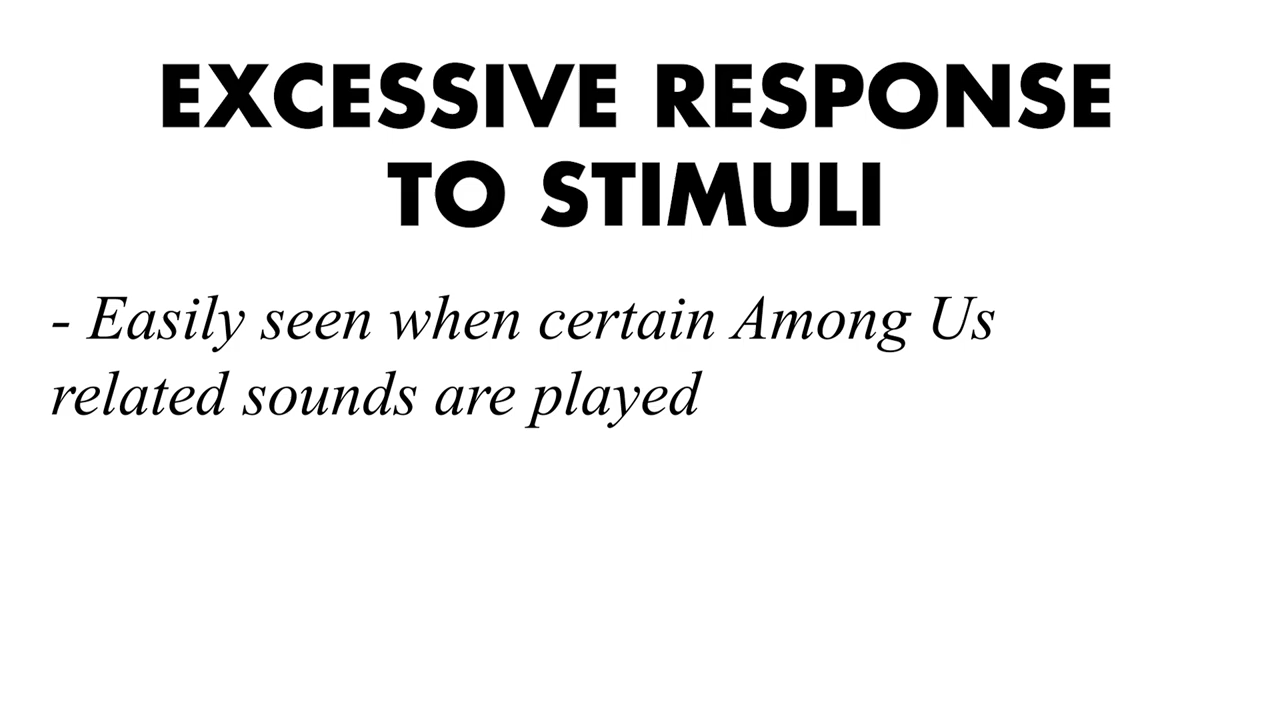 EXCESSIVE RESPONSE
TO STIMULI
- Easily seen when certain Among Us
related sounds are played